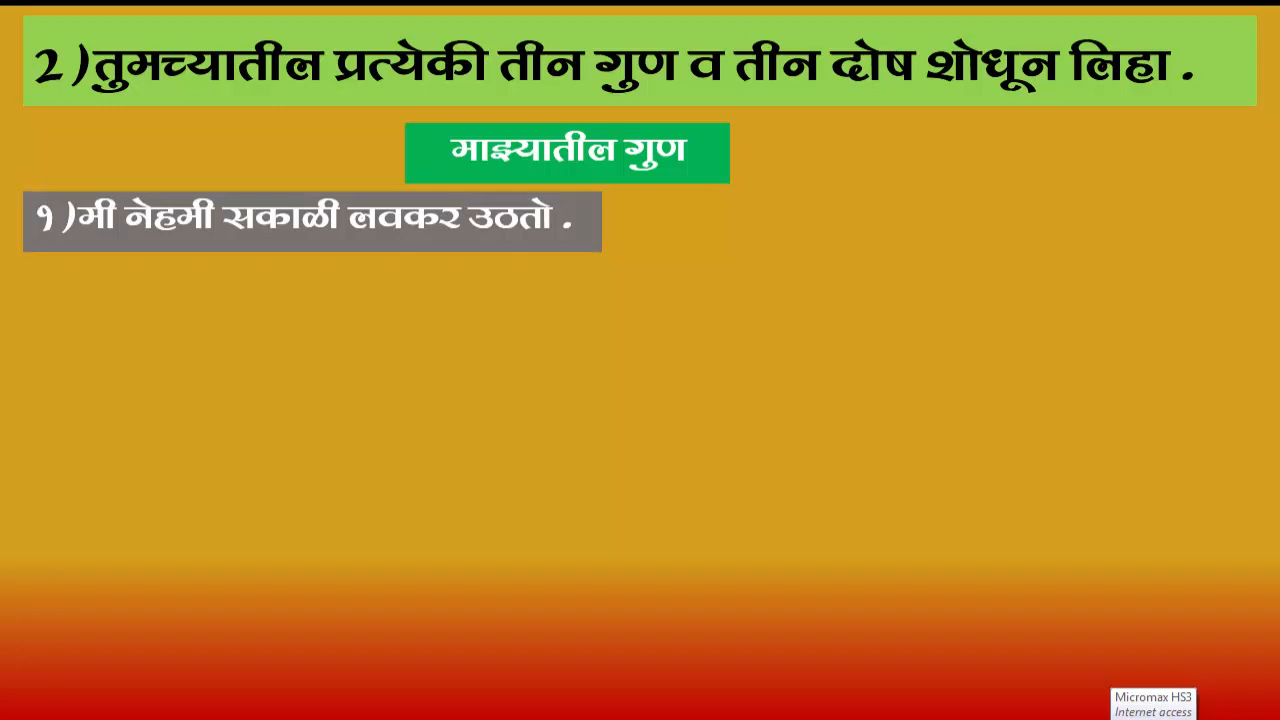 2)तुमच्यातील प्रत्येकी तीन गुण व तीन दोष शोधून लिहा .
माझ्यातील गुण
१)मी नेहमी सकाळी लवकर उठतो .
Micromax HS3
Internet access